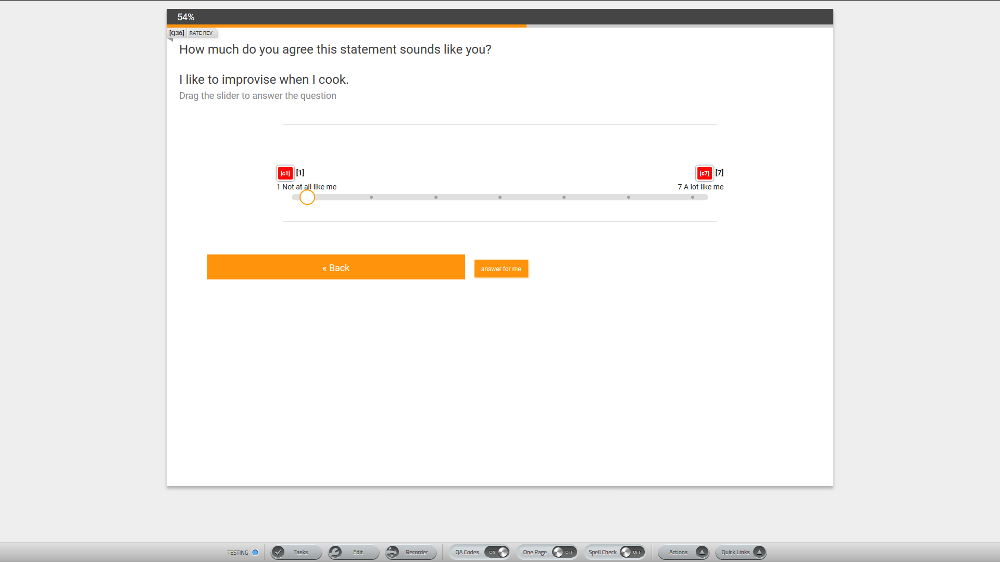 54%
[Q36] RATE REV
How much do you agree this statement sounds like you?
I like to improvise when I cook.
Drag the slider to answer the question
[c1] [1] [c7] [7]
1 Not at all like me 7 A lot like me
« Back answer for me
TESTING Tasks Edit Recorder QA Codes ON One Page OFF Spell Check OFF Actions Quick Links